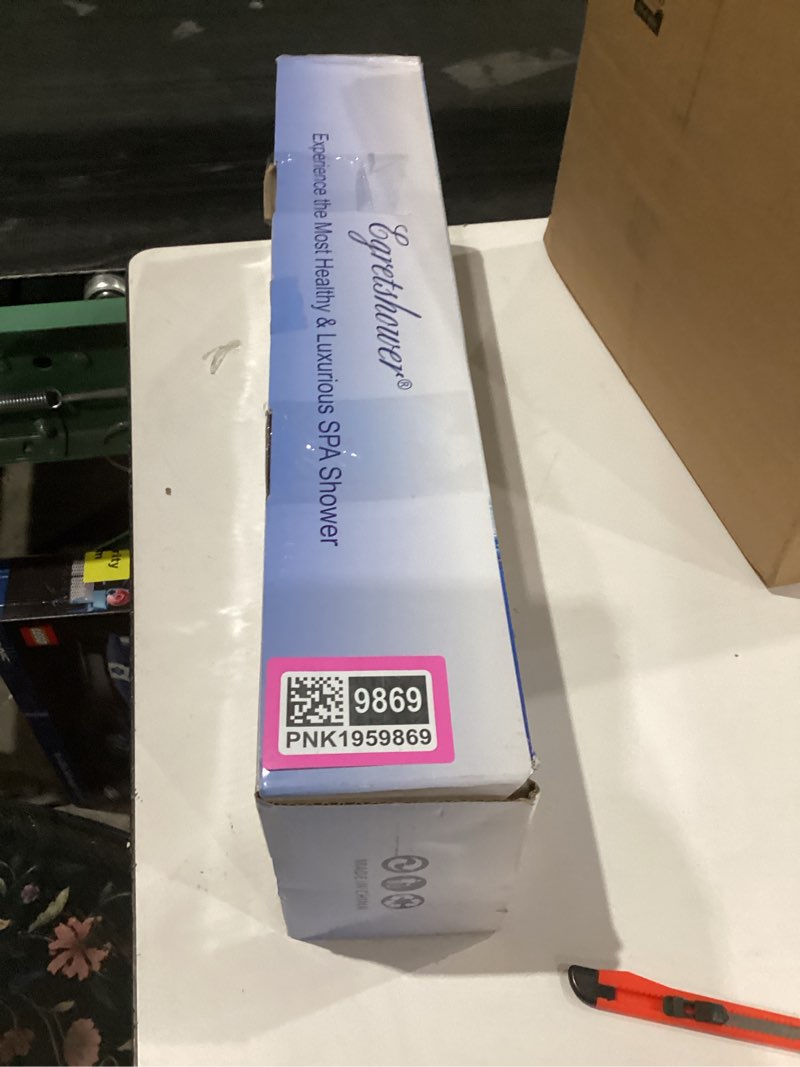 Egretshower®
Experience the Most Healthy & Luxurious SPA Shower
9869
PNK1959869
MADE IN CHINA